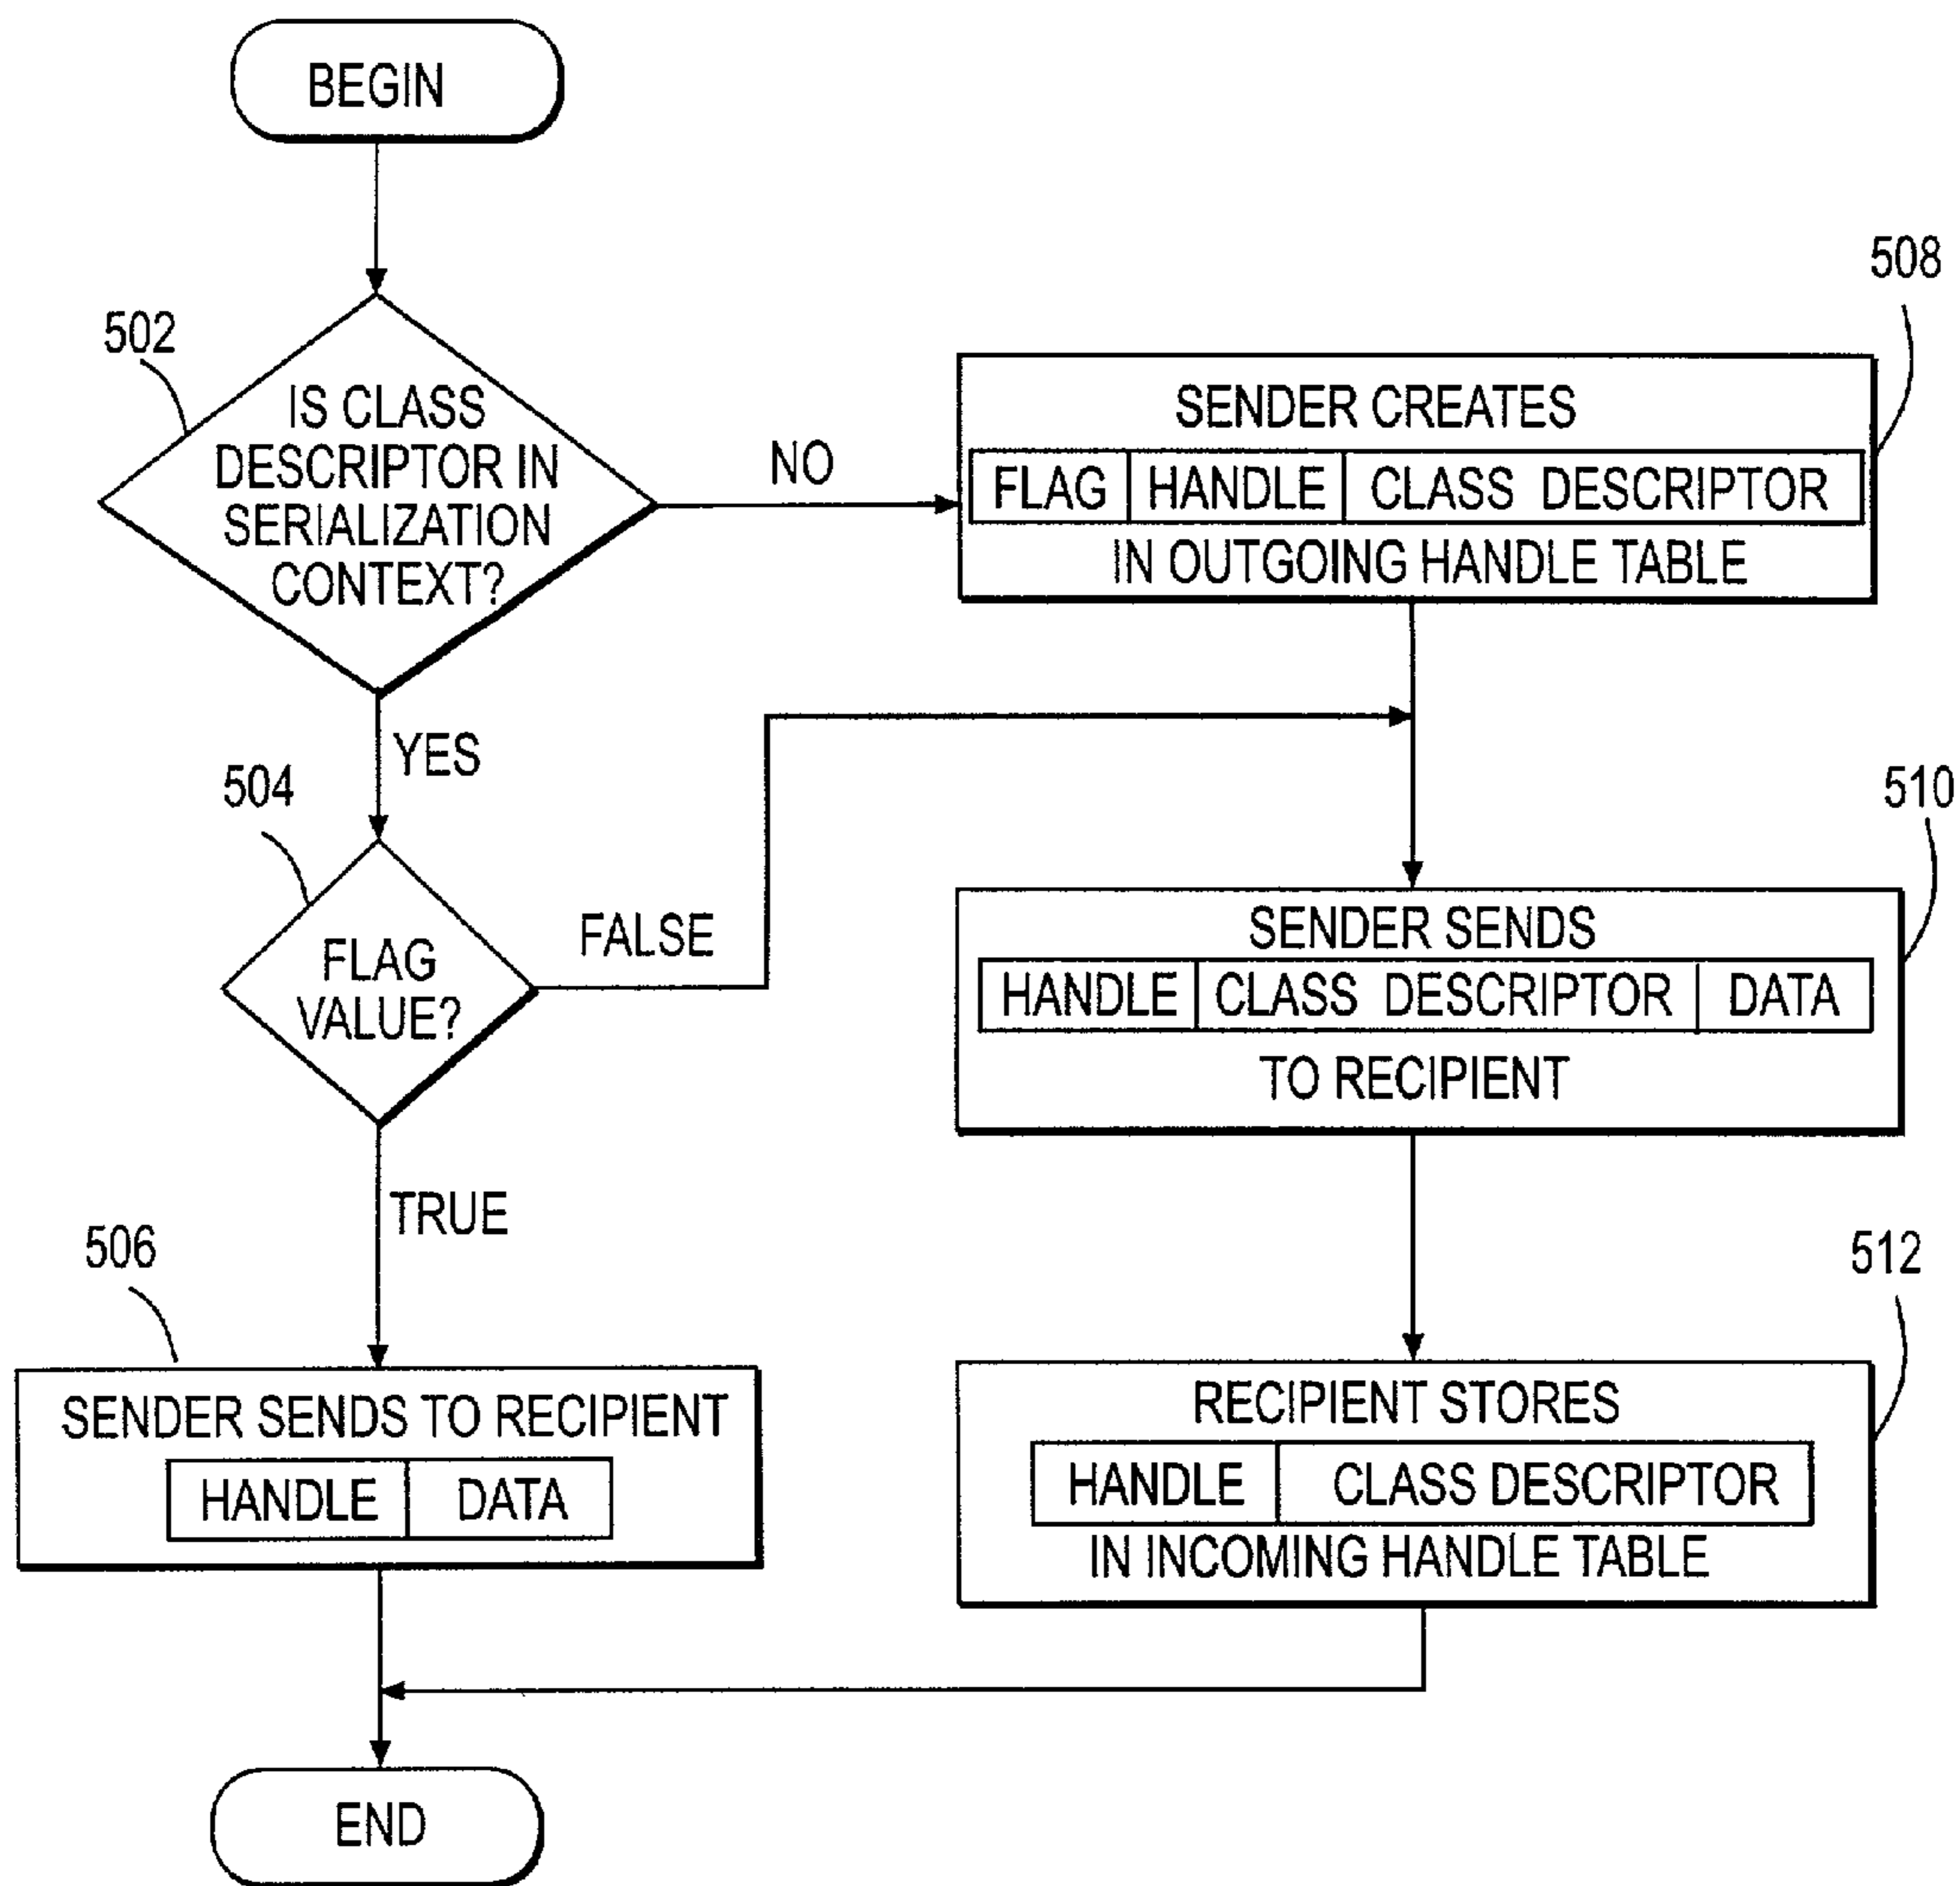 BEGIN
502
IS CLASS
DESCRIPTOR IN
SERIALIZATION
CONTEXT?
NO
508
SENDER CREATES
FLAG HANDLE CLASS DESCRIPTOR
IN OUTGOING HANDLE TABLE
YES
504
FLAG
VALUE?
FALSE
510
SENDER SENDS
HANDLE CLASS DESCRIPTOR DATA
TO RECIPIENT
TRUE
506
SENDER SENDS TO RECIPIENT
HANDLE DATA
512
RECIPIENT STORES
HANDLE CLASS DESCRIPTOR
IN INCOMING HANDLE TABLE
END